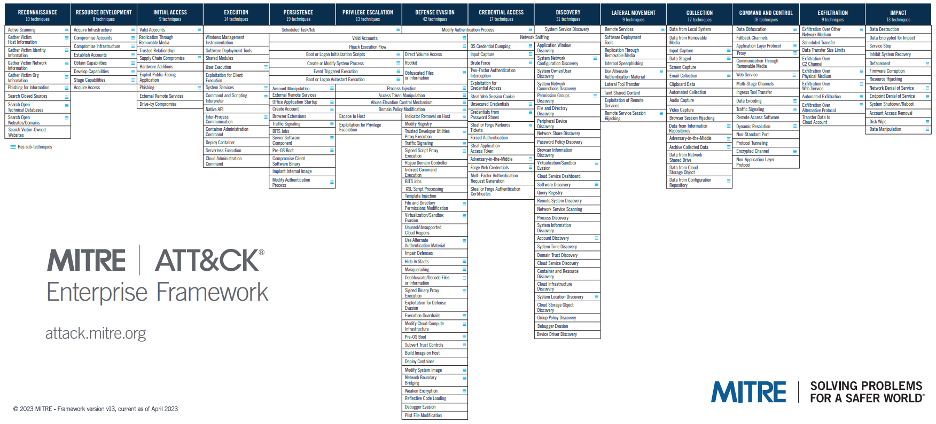 RECONNAISSANCE
10 techniques
Active Scanning
Gather Victim
Host Information
Gather Victim Identity
Information
Gather Victim Network
Information
Gather Victim Org
Information
Phishing for Information
Search Closed Sources
Search Open
Technical Databases
Search Open
Websites/Domains
Search Victim-Owned
Websites
Has sub-techniques
RESOURCE DEVELOPMENT
8 techniques
Acquire Infrastructure
Compromise Accounts
Compromise Infrastructure
Establish Accounts
Obtain Capabilities
Develop Capabilities
Stage Capabilities
Acquire Access
INITIAL ACCESS
9 techniques
Valid Accounts
Replication Through
Removable Media
Trusted Relationship
Supply Chain Compromise
Hardware Additions
Exploit Public-Facing
Application
Phishing
External Remote Services
Drive-by Compromise
EXECUTION
14 techniques
Scheduled Task/Job
Windows Management
Instrumentation
Software Deployment Tools
Shared Modules
User Execution
Exploitation for Client
Execution
System Services
Command and Scripting
Interpreter
Native API
Inter-Process
Communication
Container Administration
Command
Deploy Container
Serverless Execution
Cloud Administration
Command
PERSISTENCE
19 techniques
Valid Accounts
Hijack Execution Flow
Boot or Logon Initialization Scripts
Create or Modify System Process
Event Triggered Execution
Boot or Logon Autostart Execution
Account Manipulation
External Remote Services
Office Application Startup
Create Account
Browser Extensions
Traffic Signaling
BITS Jobs
Server Software
Component
Pre-OS Boot
Compromise Client
Software Binary
Implant Internal Image
Modify Authentication
Process
PRIVILEGE ESCALATION
13 techniques
Process Injection
Access Token Manipulation
Abuse Elevation Control Mechanism
Domain Policy Modification
Escape to Host
Exploitation for Privilege
Escalation
DEFENSE EVASION
42 techniques
Modify Authentication Process
Direct Volume Access
Rootkit
Obfuscated Files
or Information
Indicator Removal on Host
Modify Registry
Trusted Developer Utilities
Proxy Execution
Traffic Signaling
Signed Script Proxy
Execution
Rogue Domain Controller
Indirect Command
Execution
BITS Jobs
XSL Script Processing
Template Injection
File and Directory
Permissions Modification
Virtualization/Sandbox
Evasion
Unused/Unsupported
Cloud Regions
Use Alternate
Authentication Material
Impair Defenses
Hide Artifacts
Masquerading
Deobfuscate/Decode Files
or Information
Signed Binary Proxy
Execution
Exploitation for Defense
Evasion
Execution Guardrails
Modify Cloud Compute
Infrastructure
Pre-OS Boot
Subvert Trust Controls
Build Image on Host
Deploy Container
Modify System Image
Network Boundary
Bridging
Weaken Encryption
Reflective Code Loading
Debugger Evasion
Plist File Modification
CREDENTIAL ACCESS
17 techniques
Network Sniffing
OS Credential Dumping
Input Capture
Brute Force
Two-Factor Authentication
Interception
Exploitation for
Credential Access
Steal Web Session Cookie
Unsecured Credentials
Credentials from
Password Stores
Steal or Forge Kerberos
Tickets
Forced Authentication
Steal Application
Access Token
Adversary-in-the-Middle
Forge Web Credentials
Multi-Factor Authentication
Request Generation
Steal or Forge Authentication
Certificates
DISCOVERY
31 techniques
System Service Discovery
Application Window
Discovery
System Network
Configuration Discovery
System Owner/User
Discovery
System Network
Connections Discovery
Permission Groups
Discovery
File and Directory
Discovery
Peripheral Device
Discovery
Network Share Discovery
Password Policy Discovery
Browser Information
Discovery
Virtualization/Sandbox
Evasion
Cloud Service Dashboard
Software Discovery
Query Registry
Remote System Discovery
Network Service Scanning
Process Discovery
System Information
Discovery
Account Discovery
System Time Discovery
Domain Trust Discovery
Cloud Service Discovery
Container and Resource
Discovery
Cloud Infrastructure
Discovery
System Location Discovery
Cloud Storage Object
Discovery
Group Policy Discovery
Debugger Evasion
Device Driver Discovery
LATERAL MOVEMENT
9 techniques
Remote Services
Software Deployment
Tools
Replication Through
Removable Media
Internal Spearphishing
Use Alternate
Authentication Material
Lateral Tool Transfer
Taint Shared Content
Exploitation of Remote
Services
Remote Service Session
Hijacking
COLLECTION
17 techniques
Data from Local System
Data from Removable
Media
Input Capture
Data Staged
Screen Capture
Email Collection
Clipboard Data
Automated Collection
Audio Capture
Video Capture
Browser Session Hijacking
Data from Information
Repositories
Adversary-in-the-Middle
Archive Collected Data
Data from Network
Shared Drive
Data from Cloud
Storage Object
Data from Configuration
Repository
COMMAND AND CONTROL
16 techniques
Data Obfuscation
Fallback Channels
Application Layer Protocol
Proxy
Communication Through
Removable Media
Web Service
Multi-Stage Channels
Ingress Tool Transfer
Data Encoding
Traffic Signaling
Remote Access Software
Dynamic Resolution
Non-Standard Port
Protocol Tunneling
Encrypted Channel
Non-Application Layer
Protocol
EXFILTRATION
9 techniques
Exfiltration Over Other
Network Medium
Scheduled Transfer
Data Transfer Size Limits
Exfiltration Over
C2 Channel
Exfiltration Over
Physical Medium
Exfiltration Over
Web Service
Automated Exfiltration
Exfiltration Over
Alternative Protocol
Transfer Data to
Cloud Account
IMPACT
13 techniques
Data Destruction
Data Encrypted for Impact
Service Stop
Inhibit System Recovery
Defacement
Firmware Corruption
Resource Hijacking
Network Denial of Service
Endpoint Denial of Service
System Shutdown/Reboot
Account Access Removal
Disk Wipe
Data Manipulation
MITRE | ATT&CK®
Enterprise Framework
attack.mitre.org
MITRE | SOLVING PROBLEMS
FOR A SAFER WORLD®
© 2023 MITRE - Framework version v13, current as of April 2023